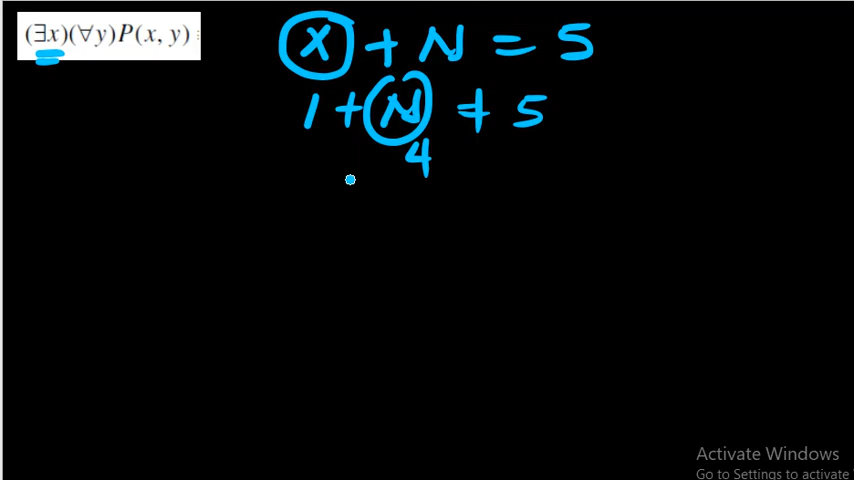 (∃x)(∀y)P(x, y) :
X + N = 5
1 + N ≠ 5
4
Activate Windows
Go to Settings to activate